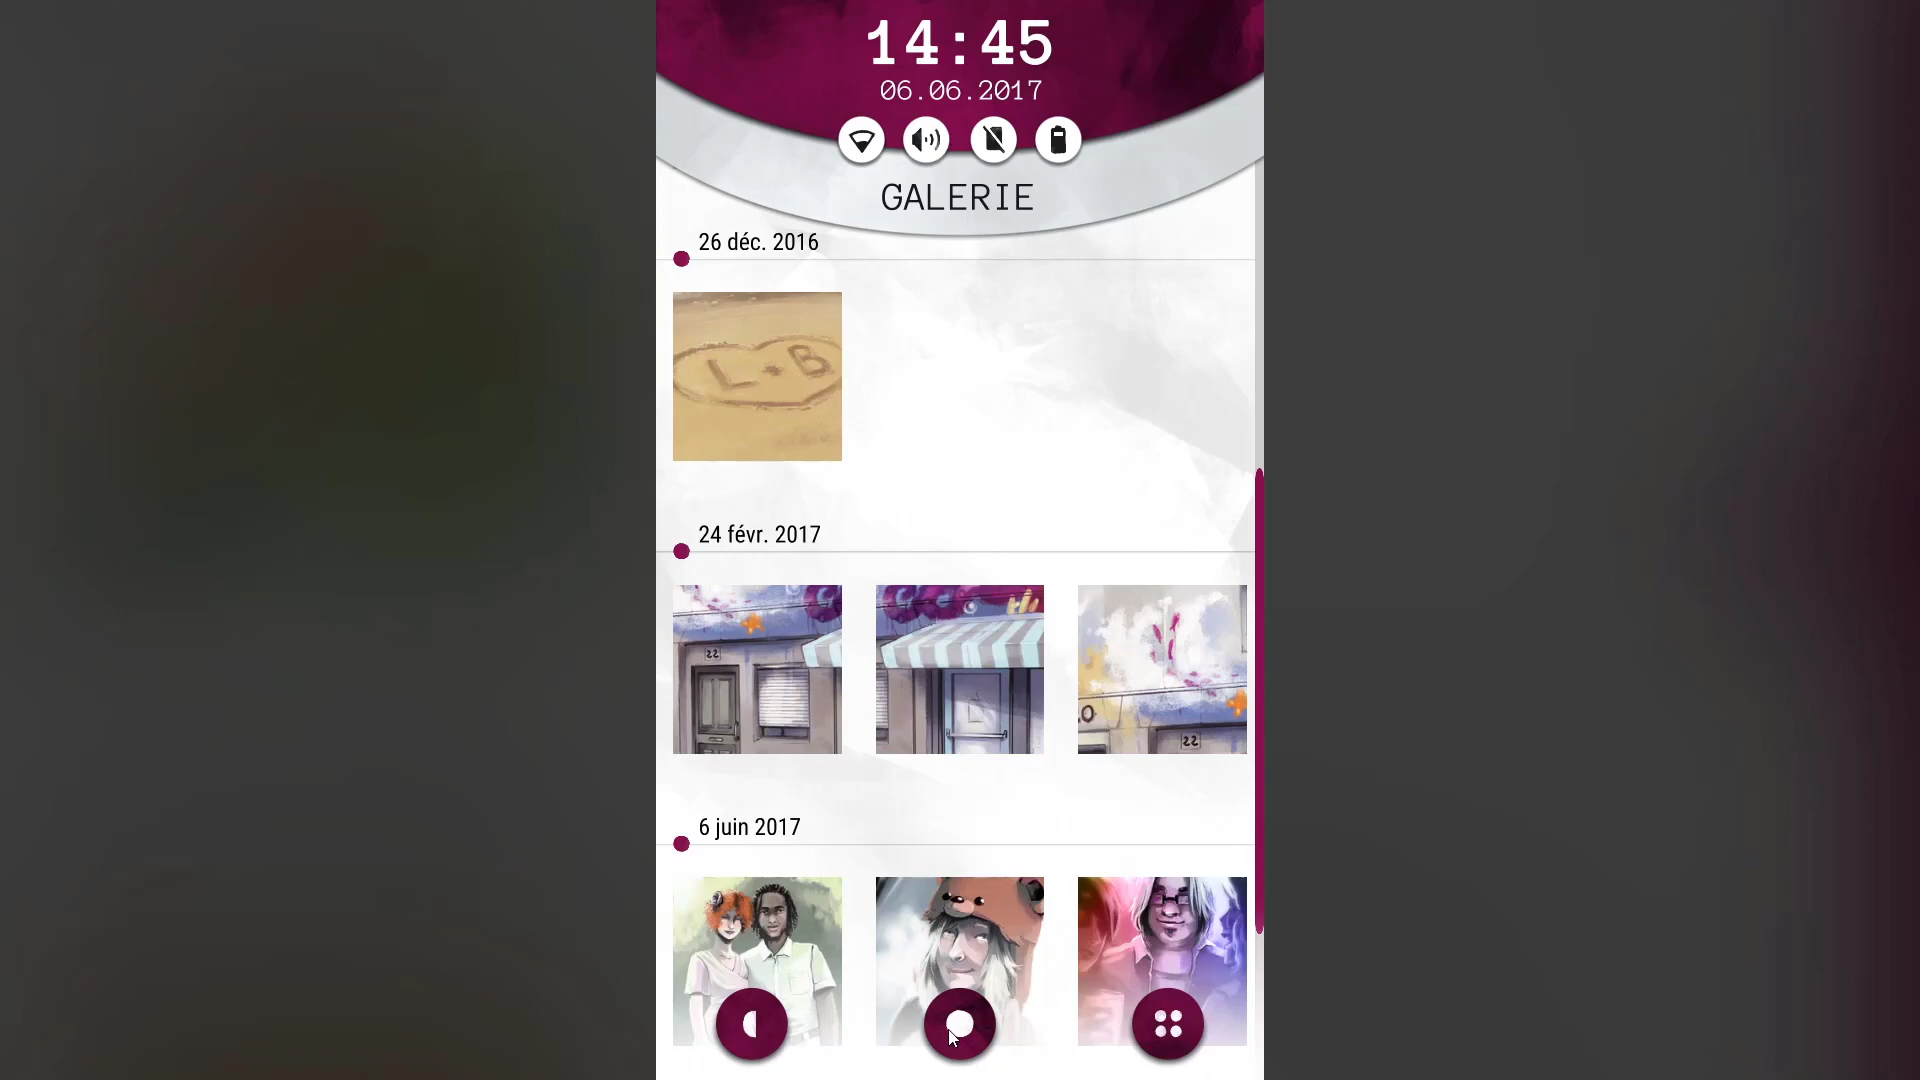 14:45
06.06.2017
GALERIE
26 déc. 2016
L + B
24 févr. 2017
22
22
6 juin 2017